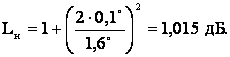 Lн = 1 + (2 · 0,1° / 1,6°)² = 1,015 дБ.